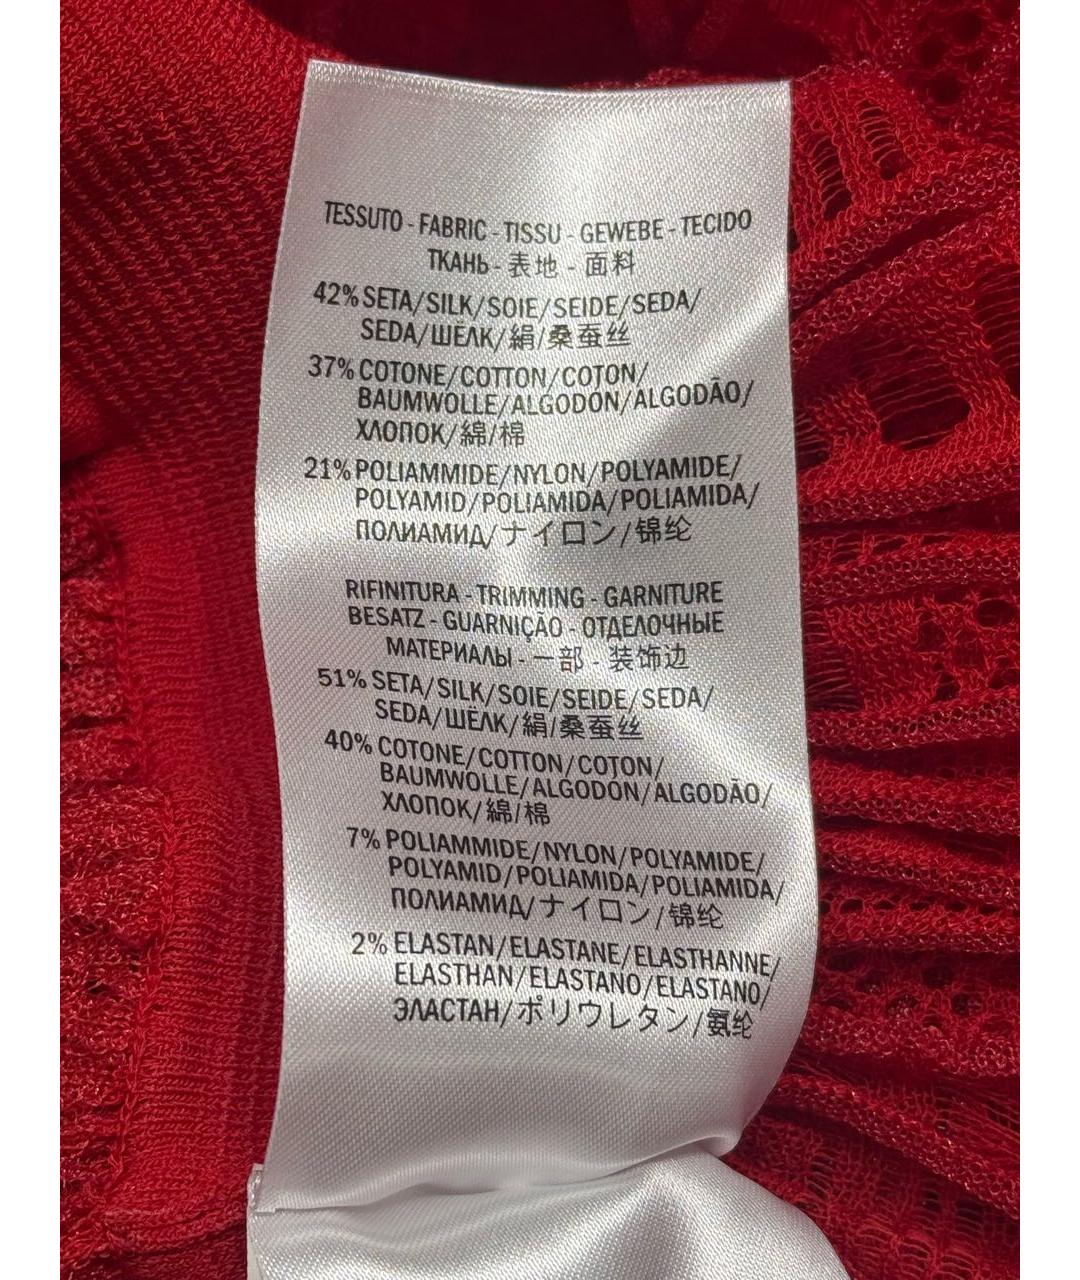 TESSUTO - FABRIC - TISSU - GEWEBE - TECIDO
ТКАНЬ - 表地 - 面料
42% SETA/SILK/SOIE/SEIDE/SEDA/
SEDA/ШЁЛК/絹/桑蚕丝
37% COTONE/COTTON/COTON/
BAUMWOLLE/ALGODON/ALGODÃO/
ХЛОПОК/綿/棉
21% POLIAMMIDE/NYLON/POLYAMIDE/
POLYAMID/POLIAMIDA/POLIAMIDA/
ПОЛИАМИД/ナイロン/锦纶
RIFINITURA - TRIMMING - GARNITURE
BESATZ - GUARNIÇÃO - ОТДЕЛОЧНЫЕ
МАТЕРИАЛЫ - 一部 - 装饰边
51% SETA/SILK/SOIE/SEIDE/SEDA/
SEDA/ШЁЛК/絹/桑蚕丝
40% COTONE/COTTON/COTON/
BAUMWOLLE/ALGODON/ALGODÃO/
ХЛОПОК/綿/棉
7% POLIAMMIDE/NYLON/POLYAMIDE/
POLYAMID/POLIAMIDA/POLIAMIDA/
ПОЛИАМИД/ナイロン/锦纶
2% ELASTAN/ELASTANE/ELASTHANNE/
ELASTHAN/ELASTANO/ELASTANO/
ЭЛАСТАН/ポリウレタン/氨纶